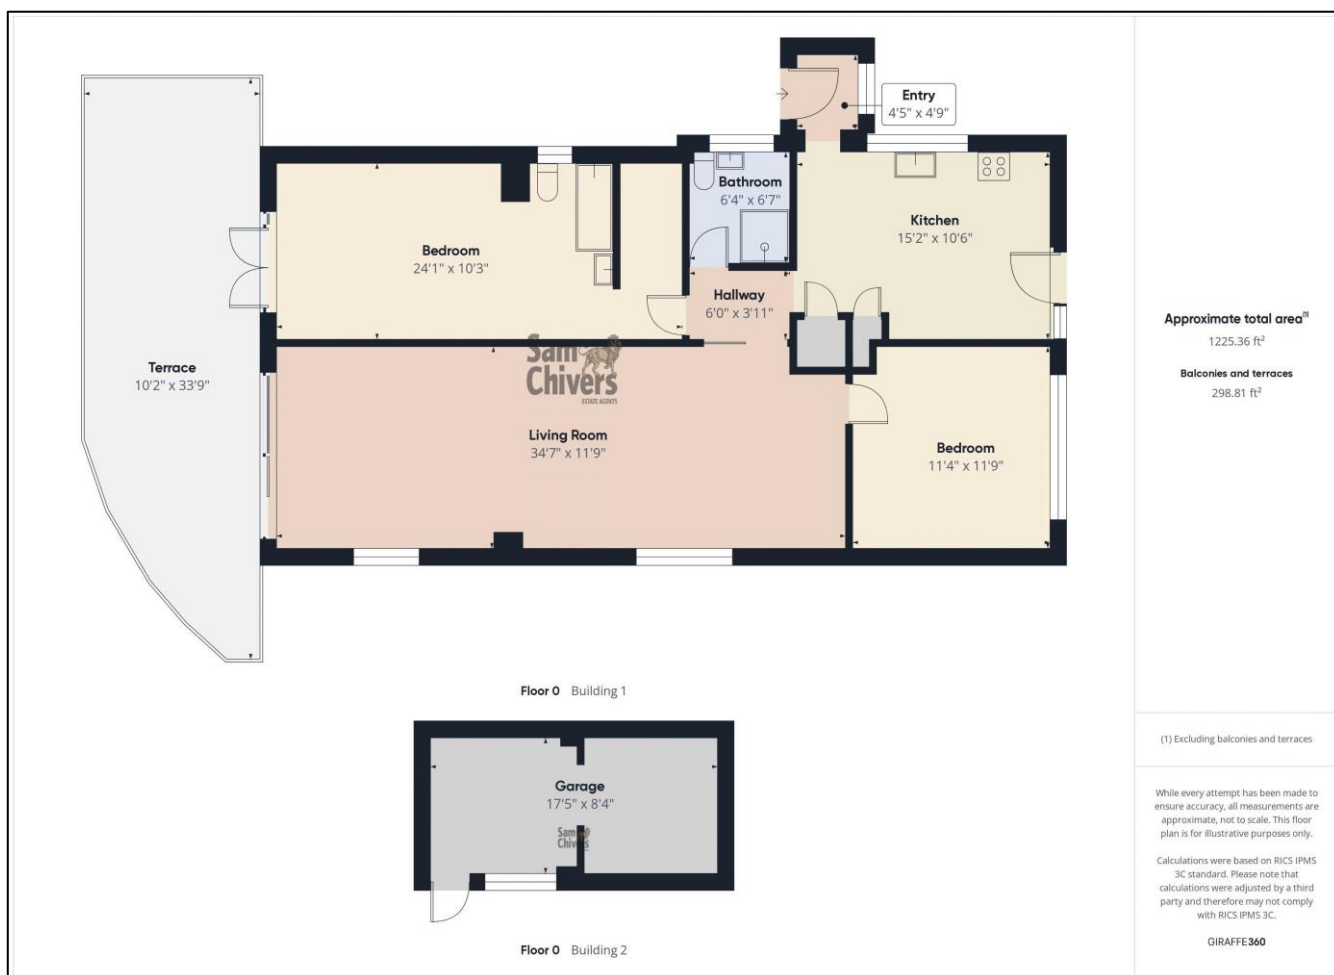 Entry
4'5" x 4'9"
Bathroom
6'4" x 6'7"
Kitchen
15'2" x 10'6"
Bedroom
24'1" x 10'3"
Hallway
6'0" x 3'11"
Terrace
10'2" x 33'9"
Sam
Chivers
ESTATE AGENTS
Living Room
34'7" x 11'9"
Bedroom
11'4" x 11'9"
Floor 0 Building 1
Garage
17'5" x 8'4"
Sam
Chivers
Floor 0 Building 2
Approximate total area(1)
1225.36 ft²
Balconies and terraces
298.81 ft²
(1) Excluding balconies and terraces
While every attempt has been made to
ensure accuracy, all measurements are
approximate, not to scale. This floor
plan is for illustrative purposes only.
Calculations were based on RICS IPMS
3C standard. Please note that
calculations were adjusted by a third
party and therefore may not comply
with RICS IPMS 3C.
GIRAFFE360